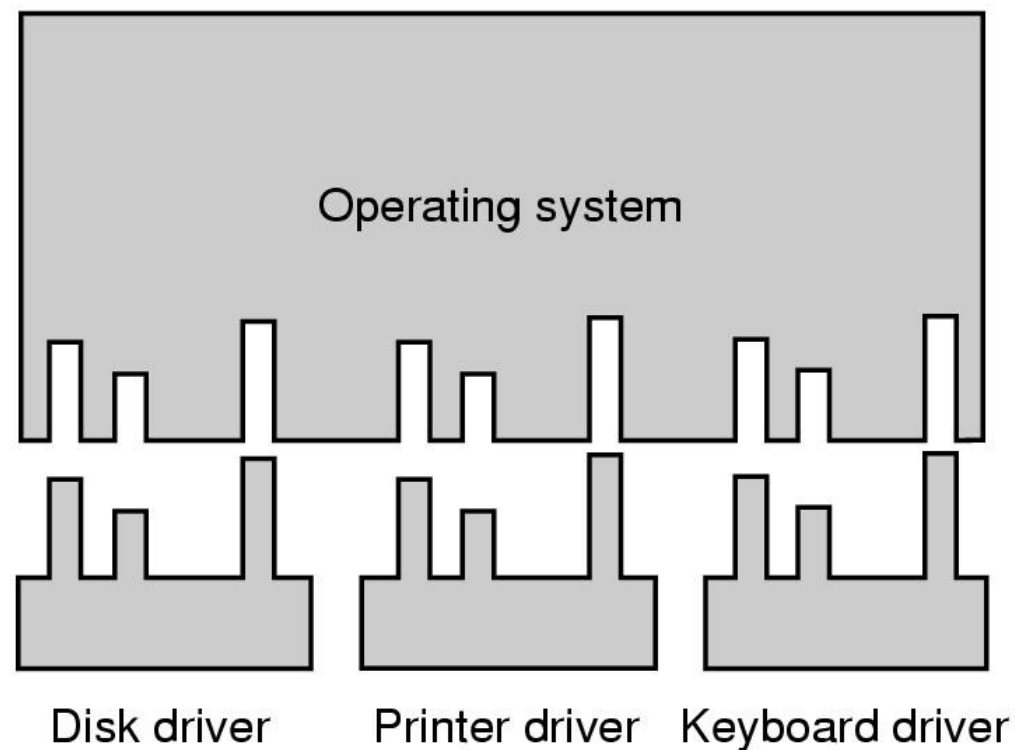 Operating system
Disk driver
Printer driver
Keyboard driver